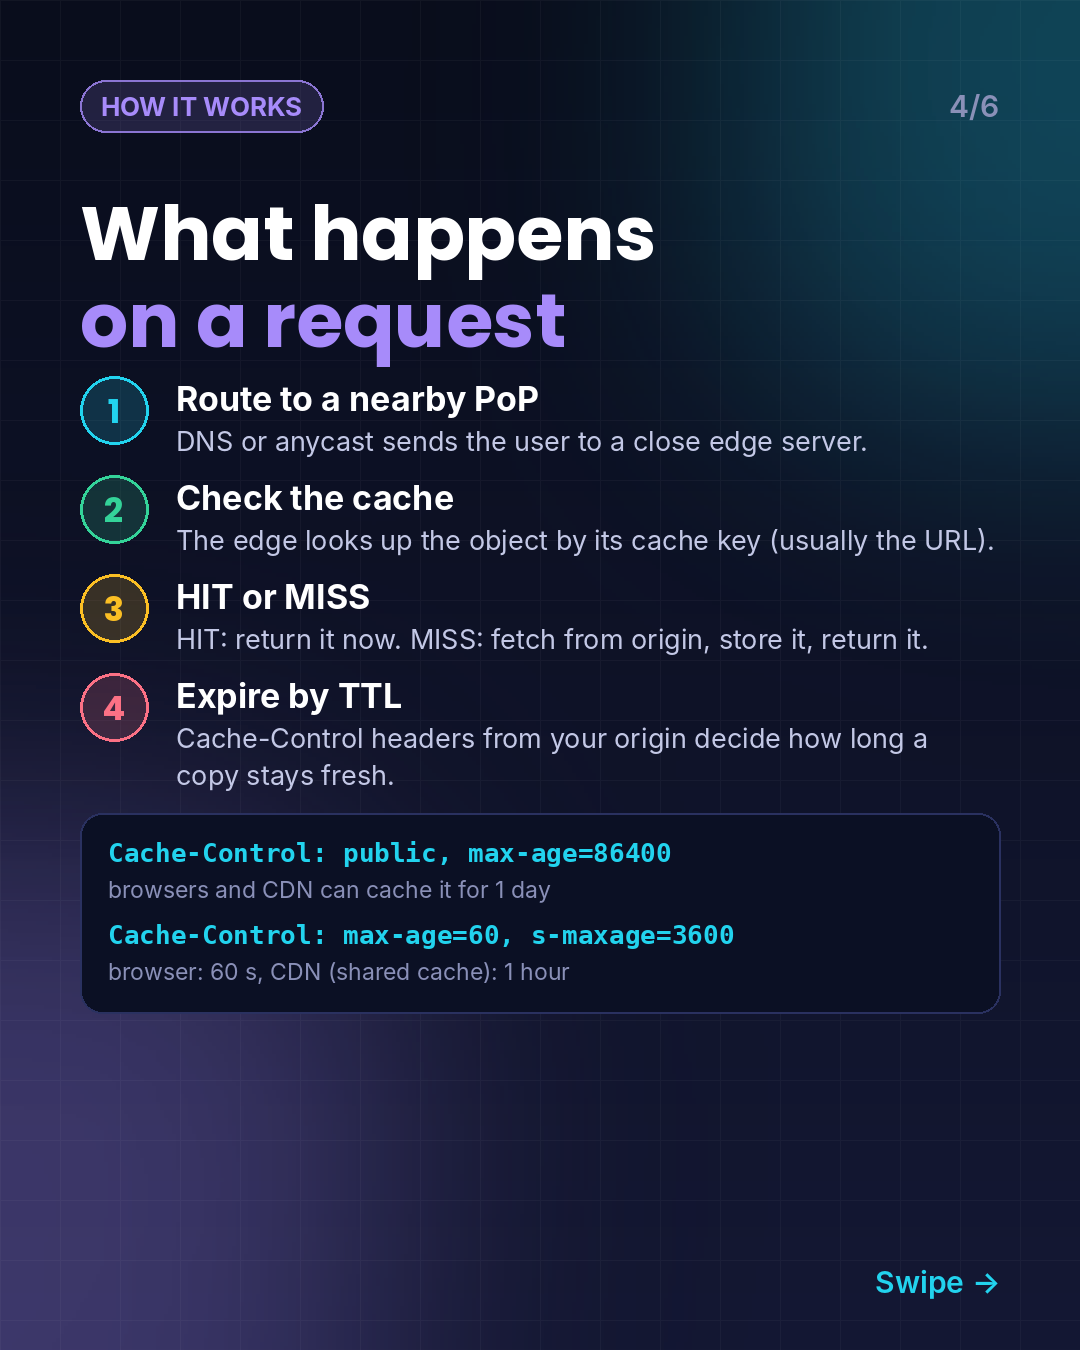 HOW IT WORKS
4/6
What happens
on a request
1
Route to a nearby PoP
DNS or anycast sends the user to a close edge server.
2
Check the cache
The edge looks up the object by its cache key (usually the URL).
3
HIT or MISS
HIT: return it now. MISS: fetch from origin, store it, return it.
4
Expire by TTL
Cache-Control headers from your origin decide how long a
copy stays fresh.
Cache-Control: public, max-age=86400
browsers and CDN can cache it for 1 day
Cache-Control: max-age=60, s-maxage=3600
browser: 60 s, CDN (shared cache): 1 hour
Swipe →